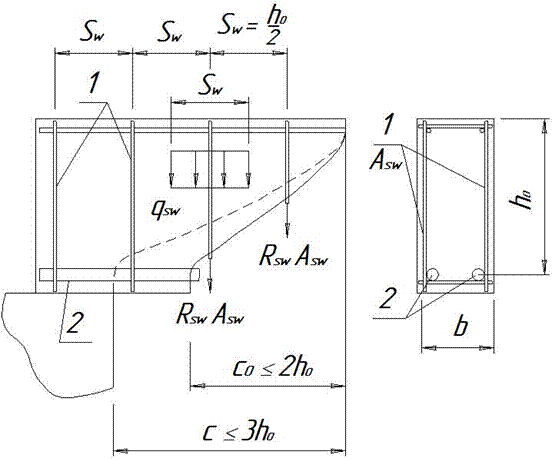 Sw Sw Sw = h₀/2
1
Sw
1
Asw
h₀
qsw
Rsw Asw
2
Rsw Asw
2
b
c₀ ≤ 2h₀
c ≤ 3h₀